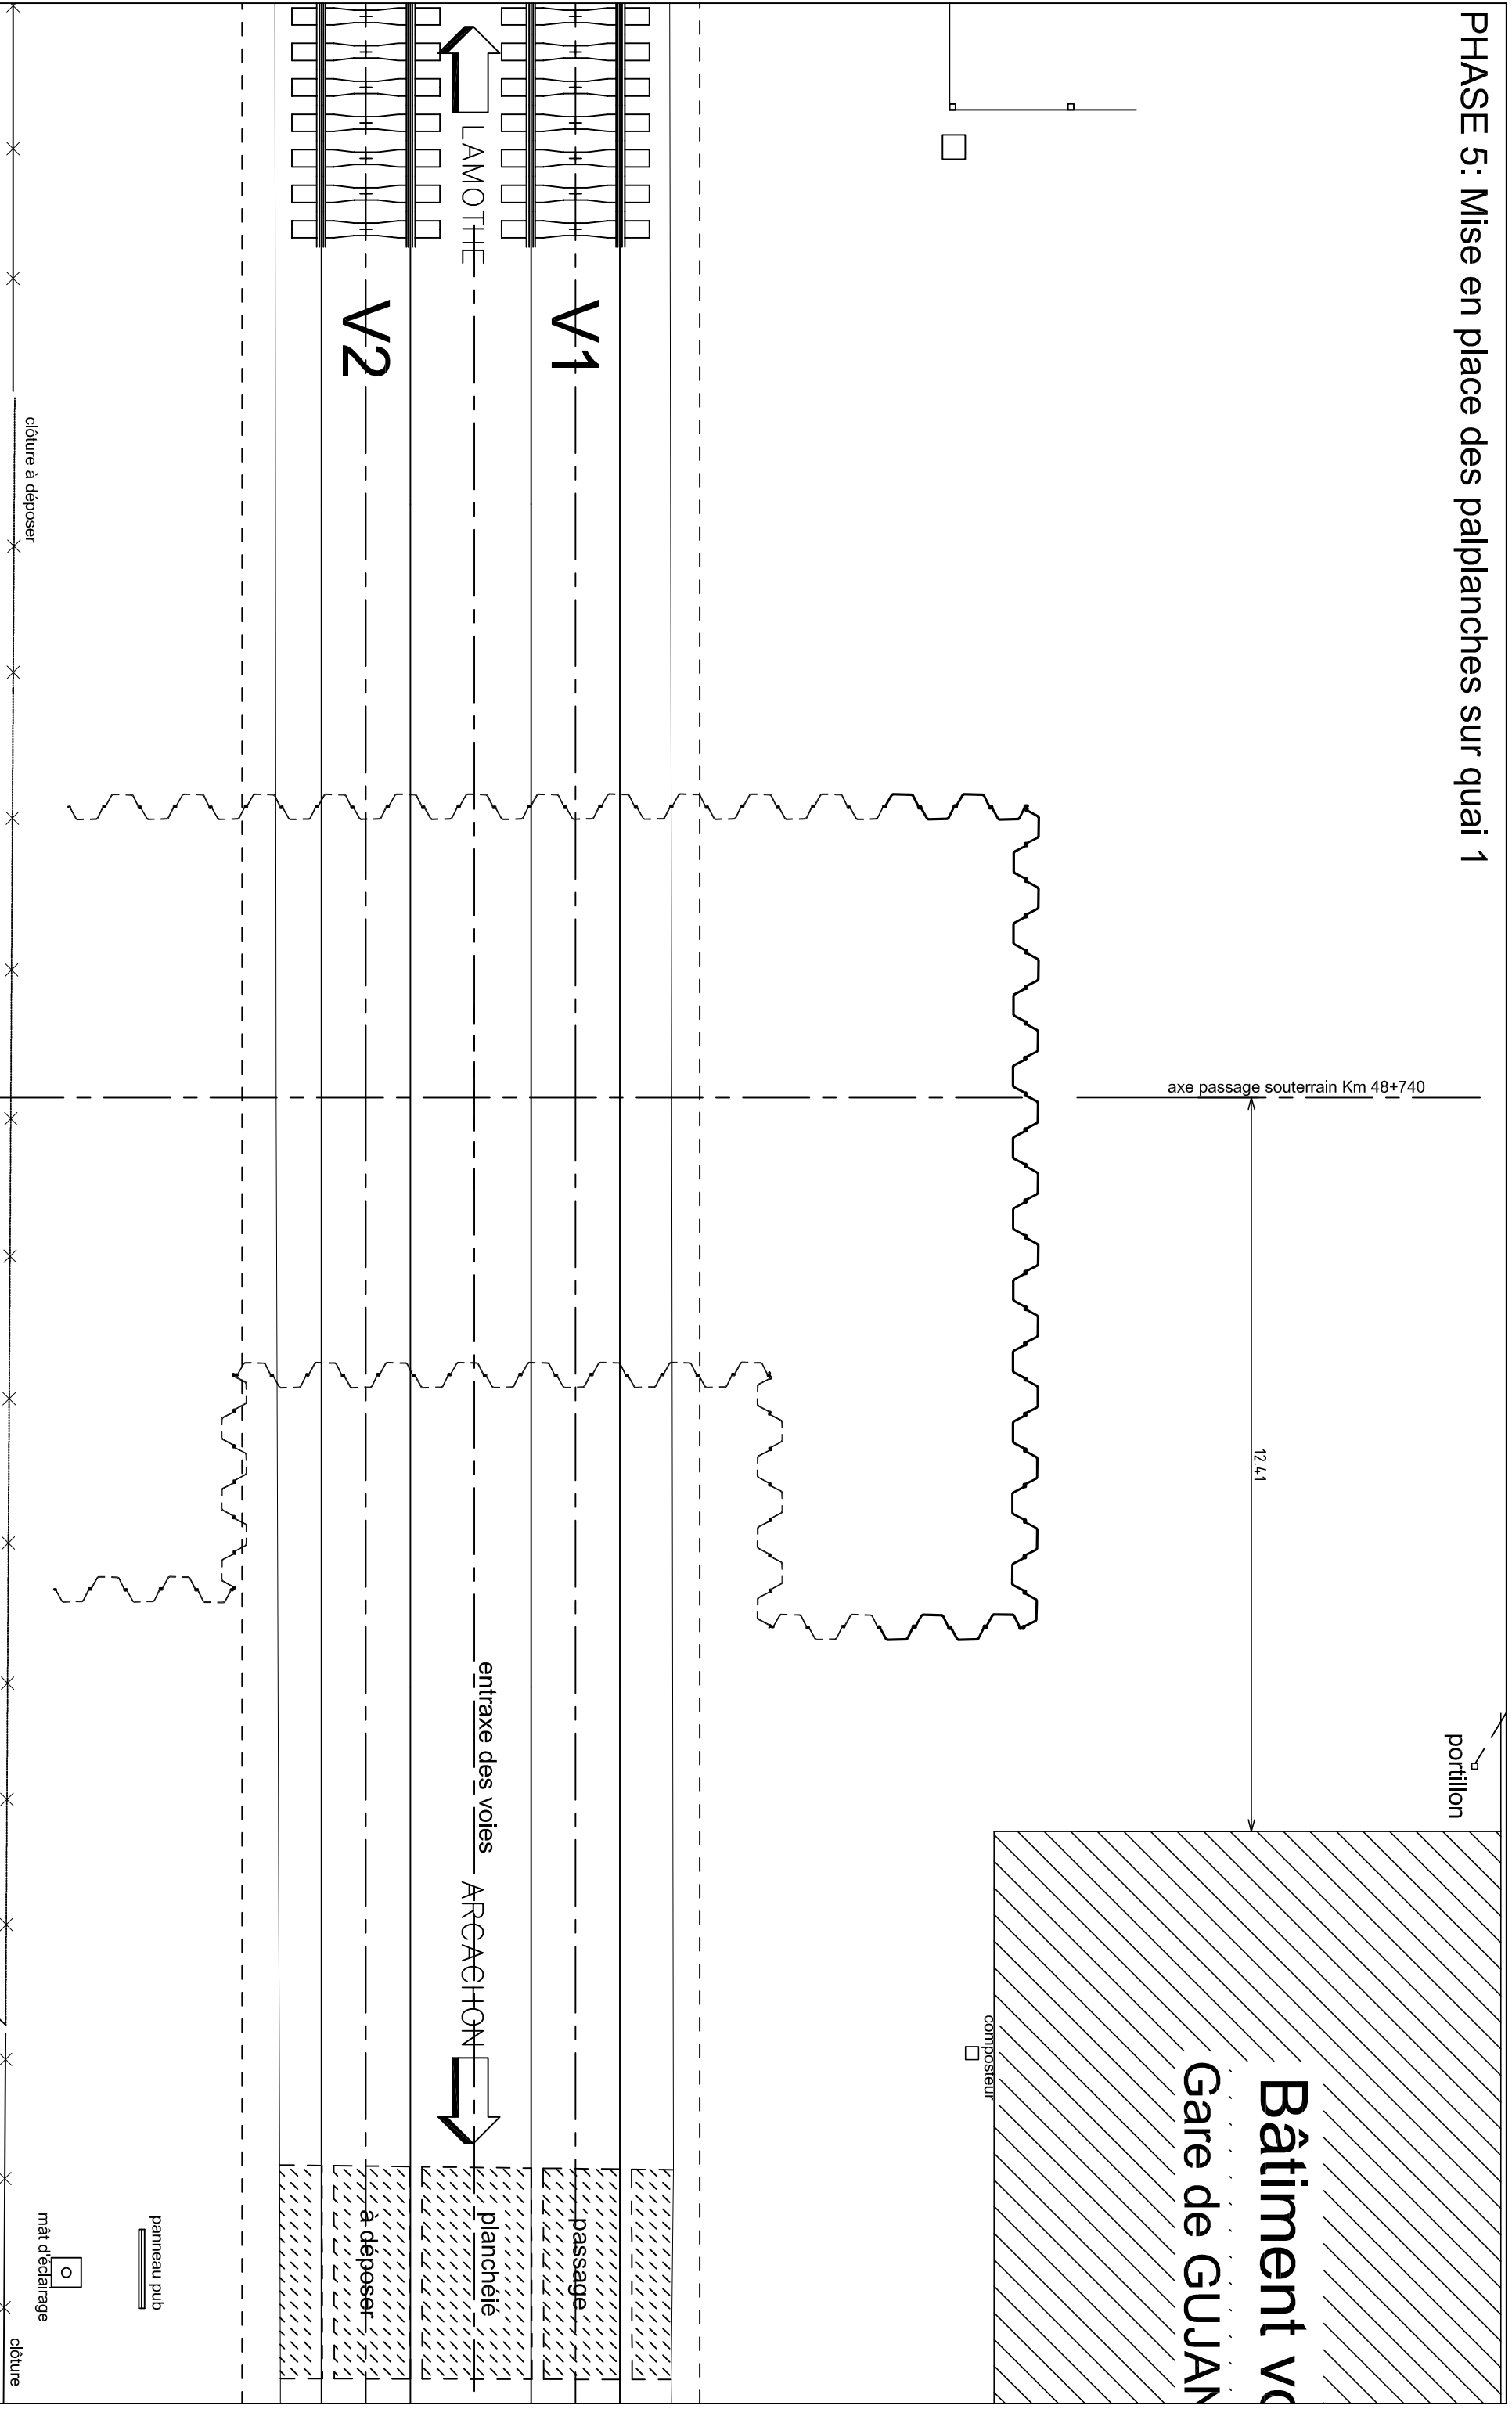 PHASE 5: Mise en place des palplanches sur quai 1
axe passage souterrain Km 48+740
12.41
portillon
Bâtiment vo
Gare de GUJAN
composteur
LAMOTHE
V1
V2
entraxe des voies
ARCACHON
passage
planchéié
à déposer
clôture à déposer
panneau pub
mât d'éclairage
clôture